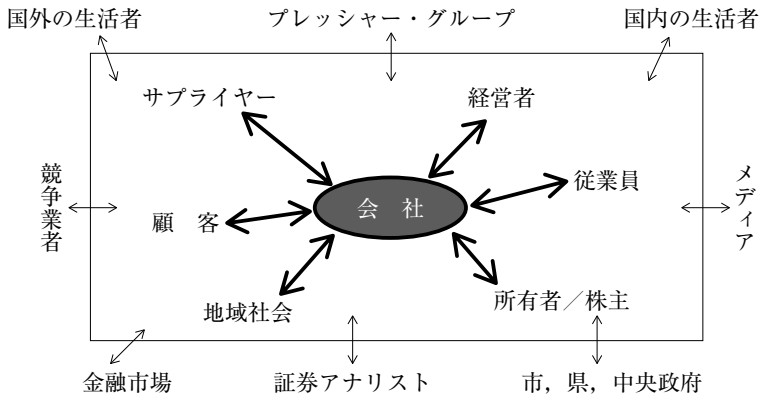 国外の生活者
プレッシャー・グループ
国内の生活者
サプライヤー
経営者
競争業者
顧　客
会　社
従業員
メディア
地域社会
所有者／株主
金融市場
証券アナリスト
市，県，中央政府